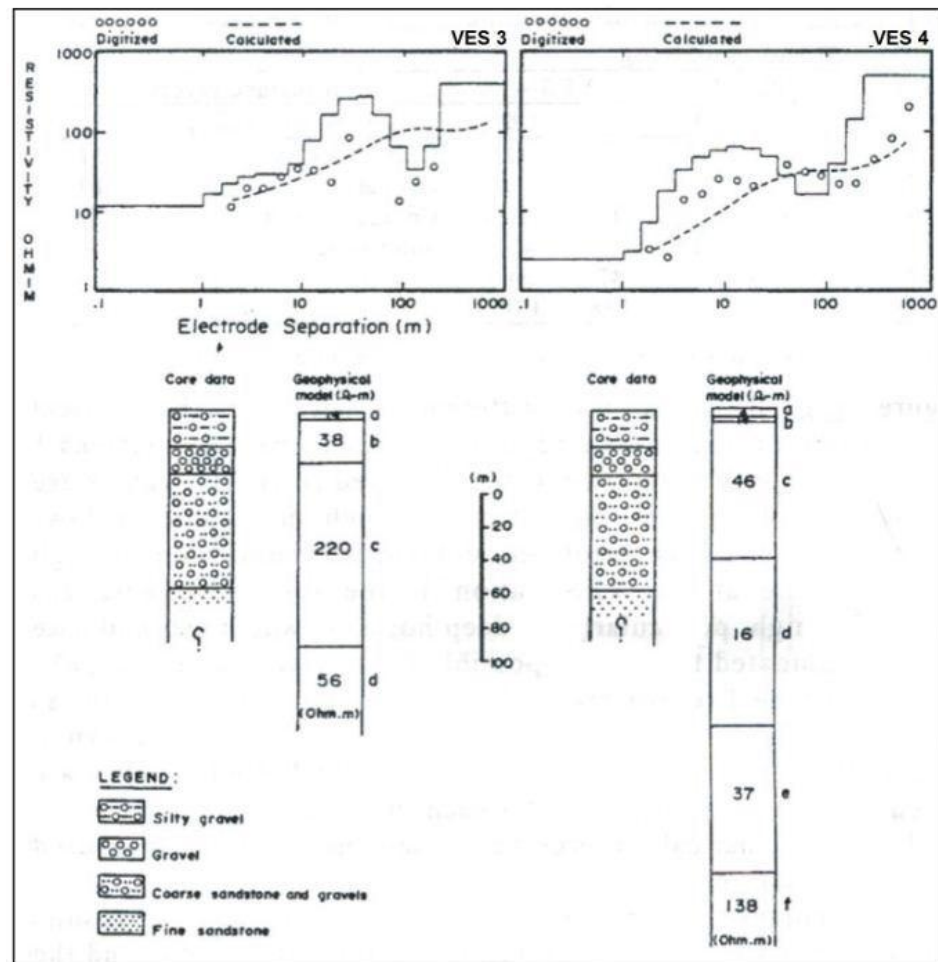 Digitized Calculated VES 3
Digitized Calculated VES 4
RESISTIVITY OHMIM
1000
100
10
1
.1 1 10 100 1000
.1 1 10 100 1000
Electrode Separation (m)
Core data
Geophysical model (Ω-m)
a
38 b
220 c
56 d
(Ohm.m)
?
(m)
0
20
40
60
80
100
Core data
Geophysical model (Ω-m)
4 a
b
46 c
16 d
37 e
138 f
(Ohm.m)
?
LEGEND:
Silty gravel
Gravel
Coarse sandstone and gravels
Fine sandstone